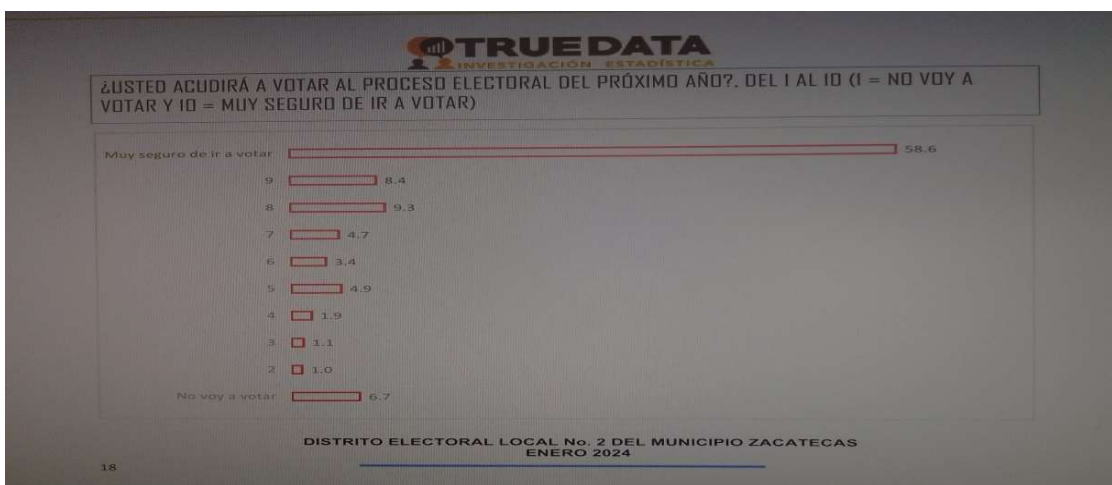 TRUEDATA
INVESTIGACIÓN ESTADÍSTICA
¿USTED ACUDIRÁ A VOTAR AL PROCESO ELECTORAL DEL PRÓXIMO AÑO?. DEL 1 AL 10 (1 = NO VOY A
VOTAR Y 10 = MUY SEGURO DE IR A VOTAR)
Muy seguro de ir a votar 58.6
9 8.4
8 9.3
7 4.7
6 3.4
5 4.9
4 1.9
3 1.1
2 1.0
No voy a votar 6.7
DISTRITO ELECTORAL LOCAL No. 2 DEL MUNICIPIO ZACATECAS
ENERO 2024
18